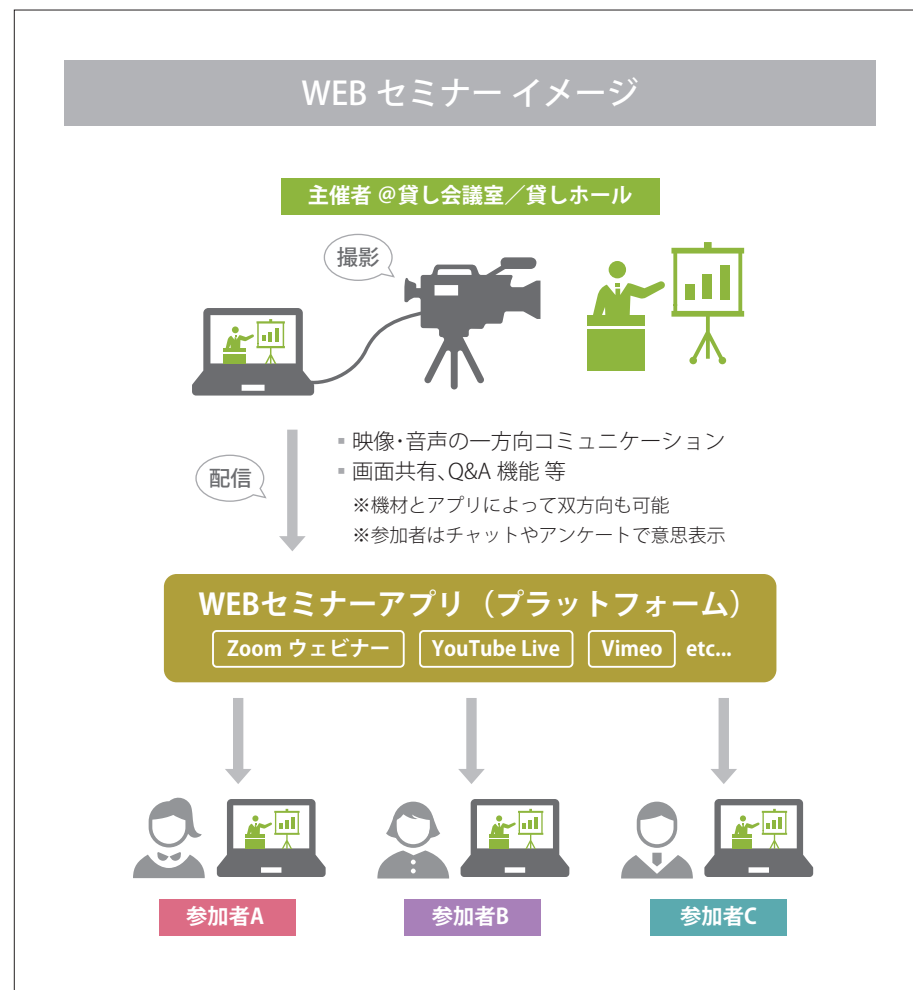 WEB セミナー イメージ
主催者 @貸し会議室／貸しホール
撮影
配信
▪ 映像・音声の一方向コミュニケーション
▪ 画面共有、Q&A 機能 等
※機材とアプリによって双方向も可能
※参加者はチャットやアンケートで意思表示
WEBセミナーアプリ（プラットフォーム）
Zoom ウェビナー YouTube Live Vimeo etc...
参加者A 参加者B 参加者C